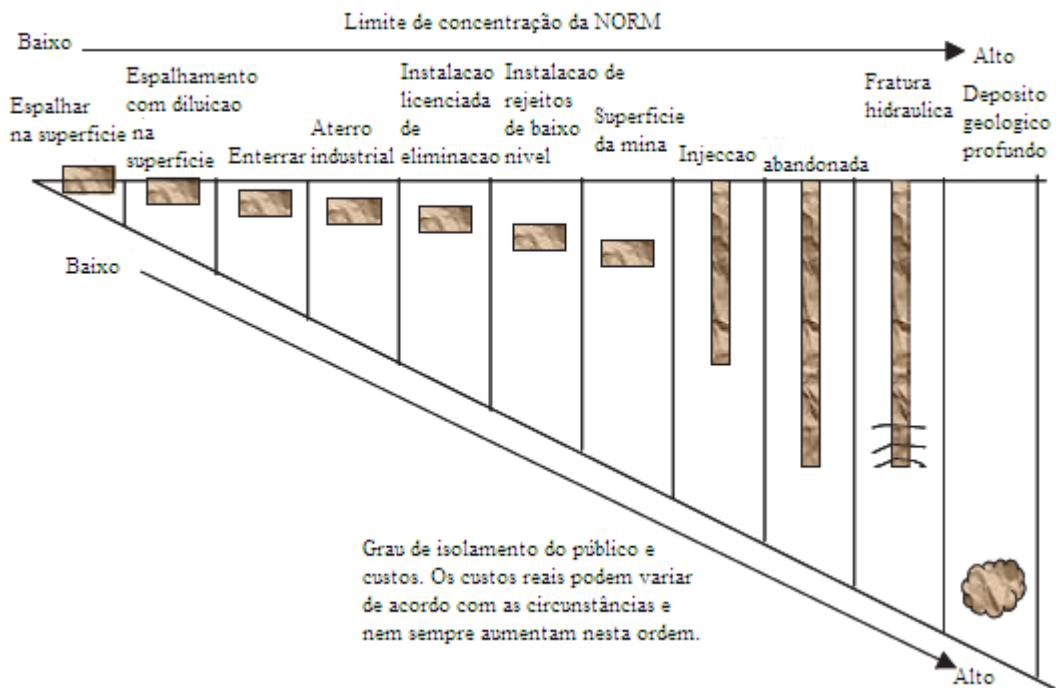 Limite de concentração da NORM
Baixo
Alto
Espalhar
na superficie
Espalhamento
com diluicao
na
superficie
Enterrar
Aterro
industrial
Instalacao
licenciada
de
eliminacao
Instalacao de
rejeitos
de baixo
nivel
Superficie
da mina
Injeccao
abandonada
Fratura
hidraulica
Deposito
geologico
profundo
Baixo
Grau de isolamento do público e
custos. Os custos reais podem variar
de acordo com as circunstâncias e
nem sempre aumentam nesta ordem.
Alto